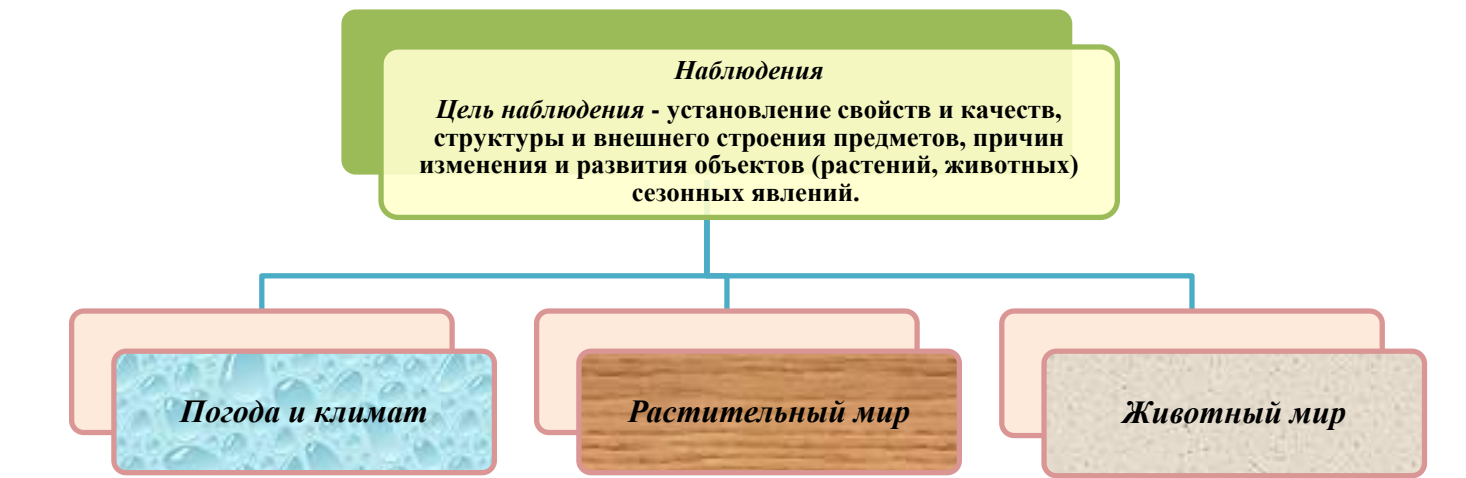 Наблюдения
Цель наблюдения - установление свойств и качеств,
структуры и внешнего строения предметов, причин
изменения и развития объектов (растений, животных)
сезонных явлений.
Погода и климат
Растительный мир
Животный мир